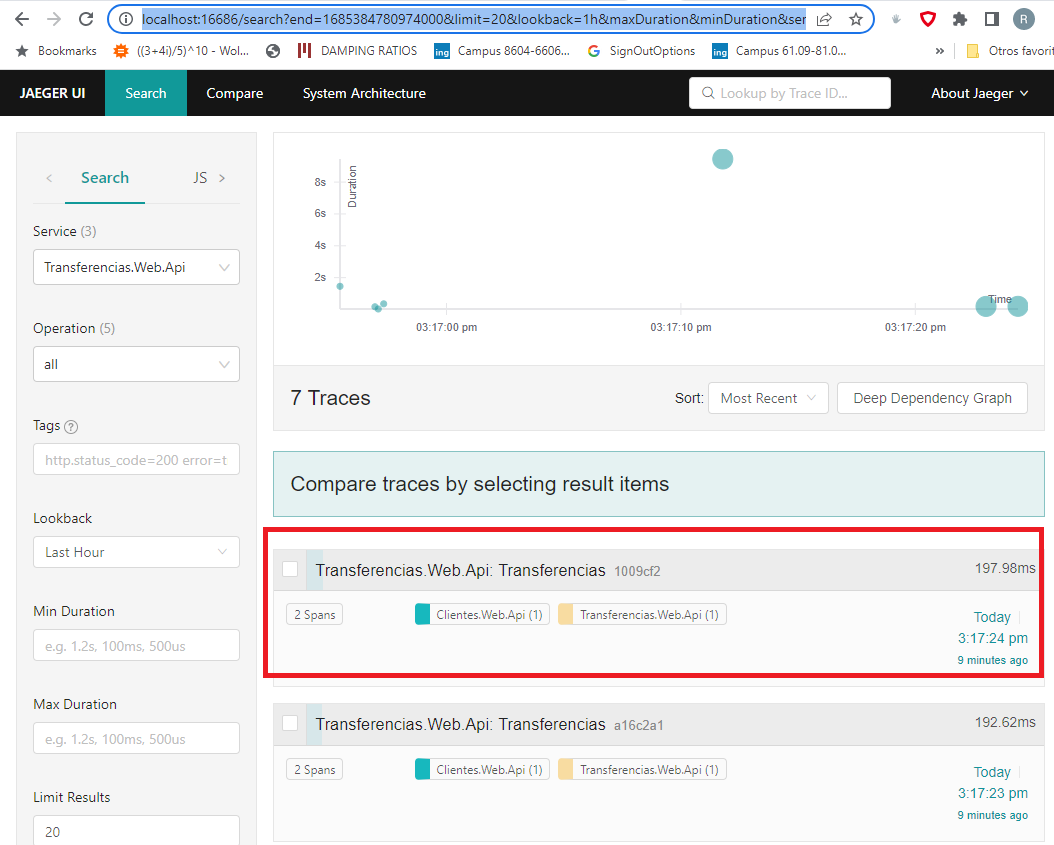 localhost:16686/search?end=1685384780974000&limit=20&lookback=1h&maxDuration&minDuration&ser
Bookmarks ((3+4i)/5)^10 - Wol... DAMPING RATIOS ing Campus 8604-6606... SignOutOptions ing Campus 61.09-81.0... » Otros favorit
R
JAEGER UI Search Compare System Architecture Lookup by Trace ID... About Jaeger
Search JS
Service (3)
Transferencias.Web.Api
Operation (5)
all
Tags ?
http.status_code=200 error=t
Lookback
Last Hour
Min Duration
e.g. 1.2s, 100ms, 500us
Max Duration
e.g. 1.2s, 100ms, 500us
Limit Results
20
Duration
8s
6s
4s
2s
Time
03:17:00 pm 03:17:10 pm 03:17:20 pm
7 Traces Sort: Most Recent Deep Dependency Graph
Compare traces by selecting result items
Transferencias.Web.Api: Transferencias 1009cf2 197.98ms
2 Spans Clientes.Web.Api (1) Transferencias.Web.Api (1) Today
3:17:24 pm
9 minutes ago
Transferencias.Web.Api: Transferencias a16c2a1 192.62ms
2 Spans Clientes.Web.Api (1) Transferencias.Web.Api (1) Today
3:17:23 pm
9 minutes ago